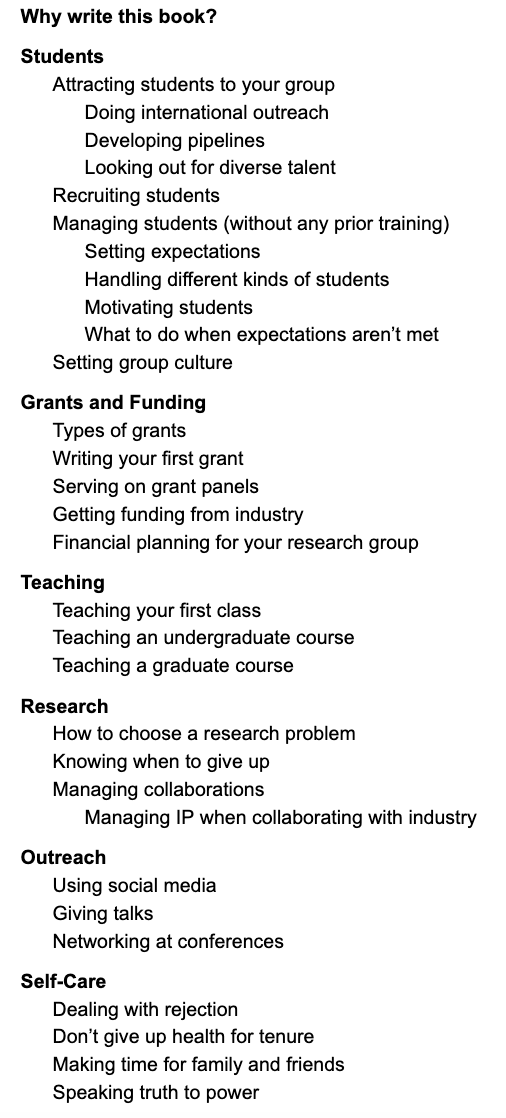 Why write this book?
Students
Attracting students to your group
Doing international outreach
Developing pipelines
Looking out for diverse talent
Recruiting students
Managing students (without any prior training)
Setting expectations
Handling different kinds of students
Motivating students
What to do when expectations aren’t met
Setting group culture
Grants and Funding
Types of grants
Writing your first grant
Serving on grant panels
Getting funding from industry
Financial planning for your research group
Teaching
Teaching your first class
Teaching an undergraduate course
Teaching a graduate course
Research
How to choose a research problem
Knowing when to give up
Managing collaborations
Managing IP when collaborating with industry
Outreach
Using social media
Giving talks
Networking at conferences
Self-Care
Dealing with rejection
Don’t give up health for tenure
Making time for family and friends
Speaking truth to power